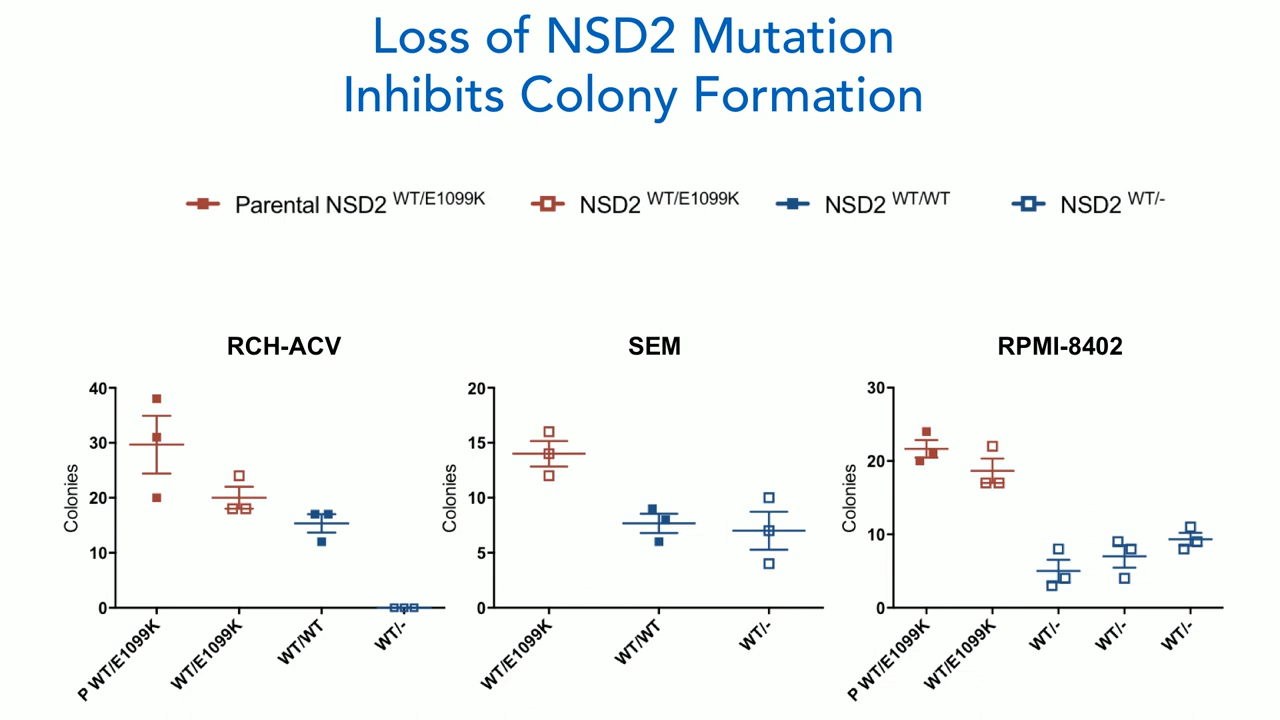 Loss of NSD2 Mutation
Inhibits Colony Formation
Parental NSD2 WT/E1099K NSD2 WT/E1099K NSD2 WT/WT NSD2 WT/-
RCH-ACV
Colonies
40
30
20
10
0
P WT/E1099K
WT/E1099K
WT/WT
WT/-
SEM
Colonies
20
15
10
5
0
WT/E1099K
WT/WT
WT/-
RPMI-8402
Colonies
30
20
10
0
P WT/E1099K
WT/E1099K
WT/-
WT/-
WT/-